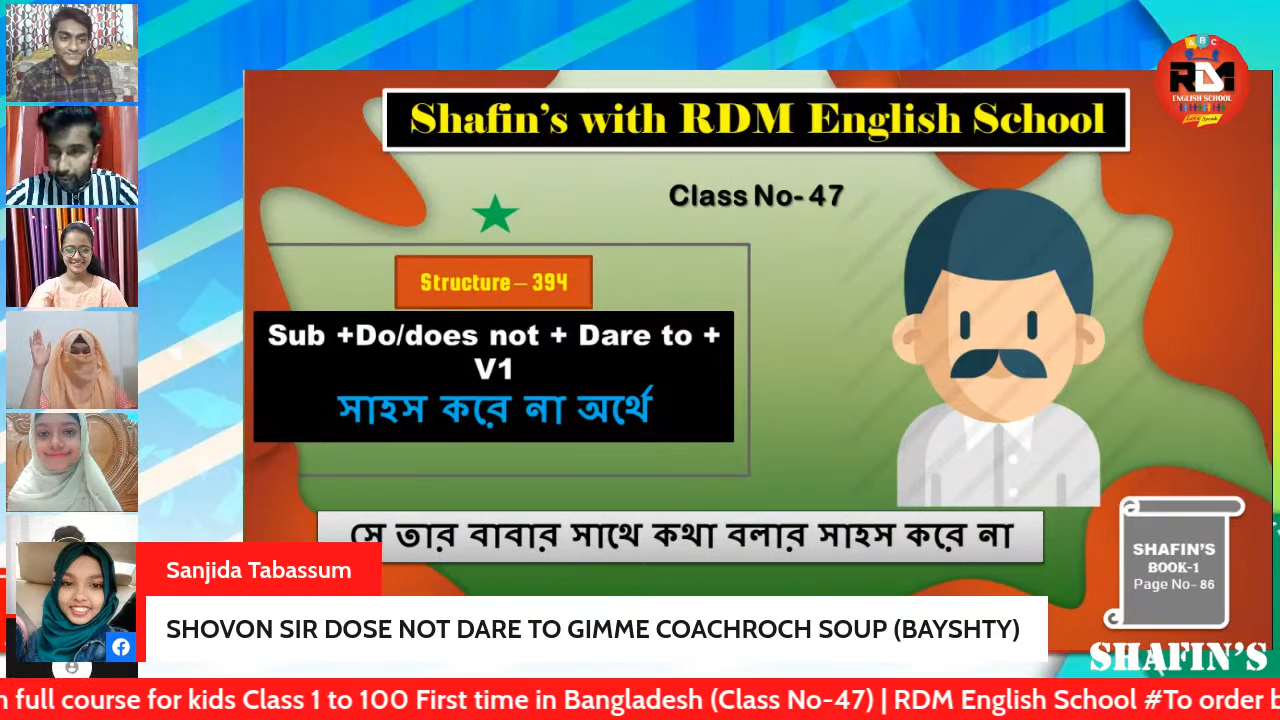 A B C
RDM
ENGLISH SCHOOL
Let's Speak
Shafin's with RDM English School
Class No- 47
Structure – 394
Sub +Do/does not + Dare to +
V1
সাহস করে না অর্থে
সে তার বাবার সাথে কথা বলার সাহস করে না
SHAFIN'S
BOOK-1
Page No- 86
Sanjida Tabassum
SHOVON SIR DOSE NOT DARE TO GIMME COACHROCH SOUP (BAYSHTY)
SHAFIN'S
full course for kids Class 1 to 100 First time in Bangladesh (Class No-47) | RDM English School #To order